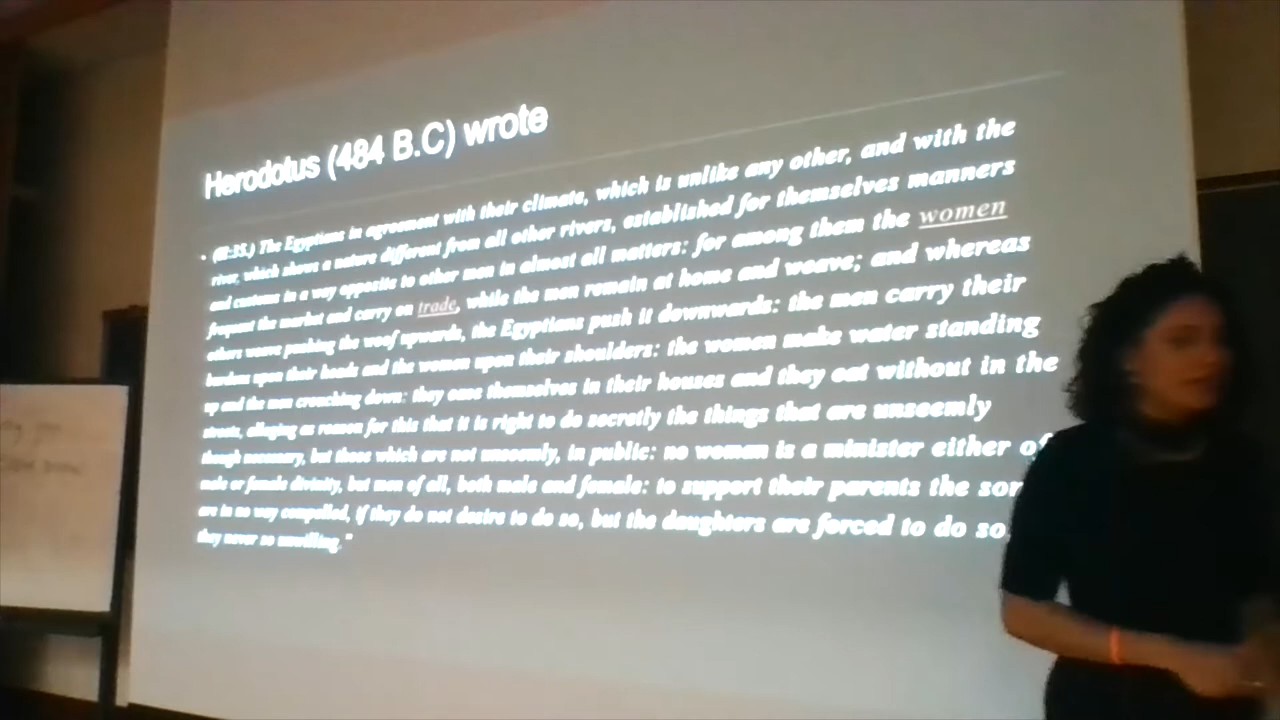 Herodotus (484 B.C) wrote
• (II:35.) The Egyptians in agreement with their climate, which is unlike any other, and with the
river, which shows a nature different from all other rivers, established for themselves manners
and customs in a way opposite to other men in almost all matters: for among them the women
frequent the market and carry on trade, while the men remain at home and weave; and whereas
others weave pushing the woof upwards, the Egyptians push it downwards: the men carry their
burdens upon their heads and the women upon their shoulders: the women make water standing
up and the men crouching down: they ease themselves in their houses and they eat without in the
streets, alleging as reason for this that it is right to do secretly the things that are unseemly
though necessary, but those which are not unseemly, in public: no woman is a minister either of
male or female divinity, but men of all, both male and female: to support their parents the
are in no way compelled, if they do not desire to do so, but the daughters are forced to do so
they never so unwilling."